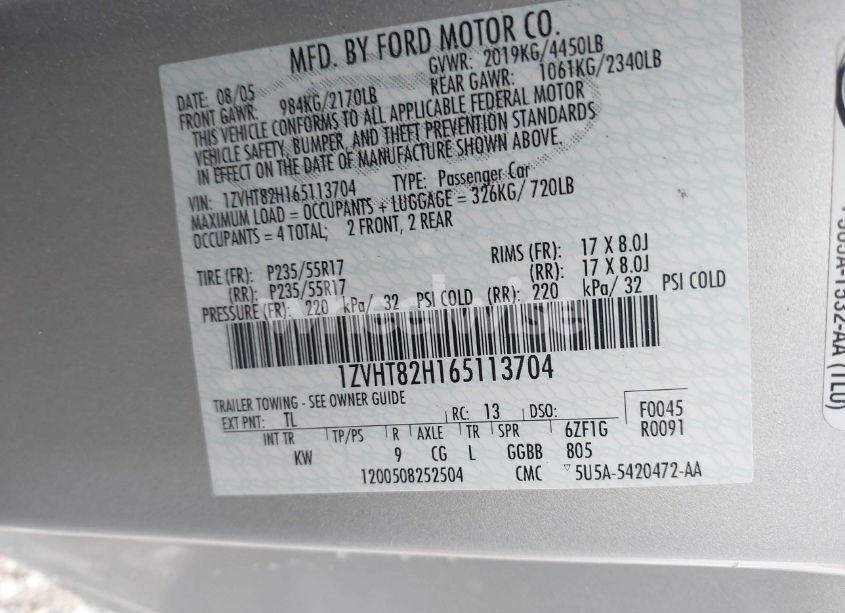 MFD. BY FORD MOTOR CO.
DATE: 08/05 GVWR: 2019KG/4450LB
FRONT GAWR: 984KG/2170LB REAR GAWR: 1061KG/2340LB
THIS VEHICLE CONFORMS TO ALL APPLICABLE FEDERAL MOTOR
VEHICLE SAFETY, BUMPER, AND THEFT PREVENTION STANDARDS
IN EFFECT ON THE DATE OF MANUFACTURE SHOWN ABOVE.
VIN: 1ZVHT82H165113704 TYPE: Passenger Car
MAXIMUM LOAD = OCCUPANTS + LUGGAGE = 326KG/ 720LB
OCCUPANTS = 4 TOTAL; 2 FRONT, 2 REAR
TIRE (FR): P235/55R17 RIMS (FR): 17 X 8.0J
(RR): P235/55R17 (RR): 17 X 8.0J
PRESSURE (FR): 220 kPa/ 32 PSI COLD (RR): 220 kPa/ 32 PSI COLD
wheelwise
1ZVHT82H165113704
TRAILER TOWING - SEE OWNER GUIDE
EXT PNT: TL RC: 13 DSO: F0045
INT TR TP/PS R AXLE TR SPR 6ZF1G R0091
KW 9 CG L GGBB 805
1200508252504 CMC 5U5A-5420472-AA